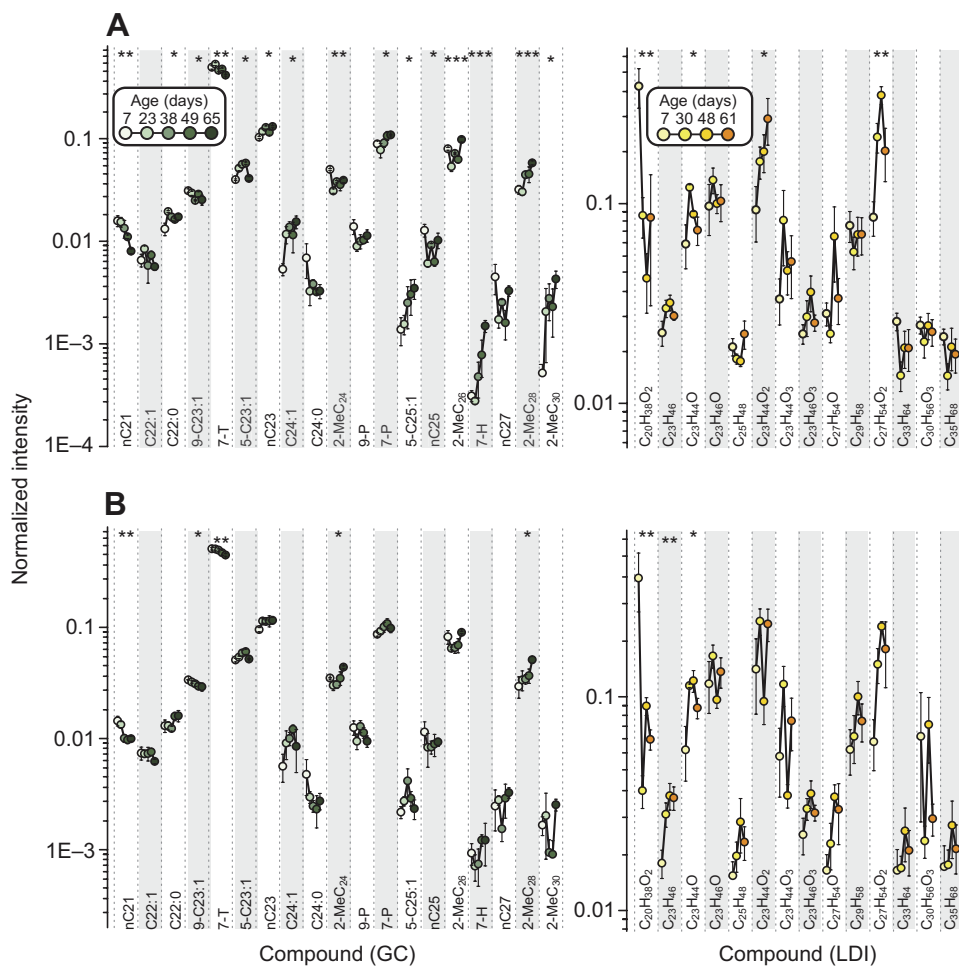 A
** * * ** * * * ** * * * *** *** *** *
** * * **
Normalized intensity
0.1
0.01
1E–3
1E–4
Age (days)
7 23 38 49 65
nC21 C22:1 C22:0 9-C23:1 7-T 5-C23:1 nC23 C24:1 C24:0 2-MeC24 9-P 7-P 5-C25:1 nC25 2-MeC26 7-H nC27 2-MeC28 2-MeC30
0.1
0.01
Age (days)
7 30 48 61
C20H38O2 C23H46 C23H44O C23H46O C25H48 C23H44O2 C23H44O3 C23H46O3 C27H54O C29H58 C27H54O2 C33H64 C30H56O3 C35H68
B
** * ** * *
** ** *
0.1
0.01
1E–3
nC21 C22:1 C22:0 9-C23:1 7-T 5-C23:1 nC23 C24:1 C24:0 2-MeC24 9-P 7-P 5-C25:1 nC25 2-MeC26 7-H nC27 2-MeC28 2-MeC30
Compound (GC)
0.1
0.01
C20H38O2 C23H46 C23H44O C23H46O C25H48 C23H44O2 C23H44O3 C23H46O3 C27H54O C29H58 C27H54O2 C33H64 C30H56O3 C35H68
Compound (LDI)